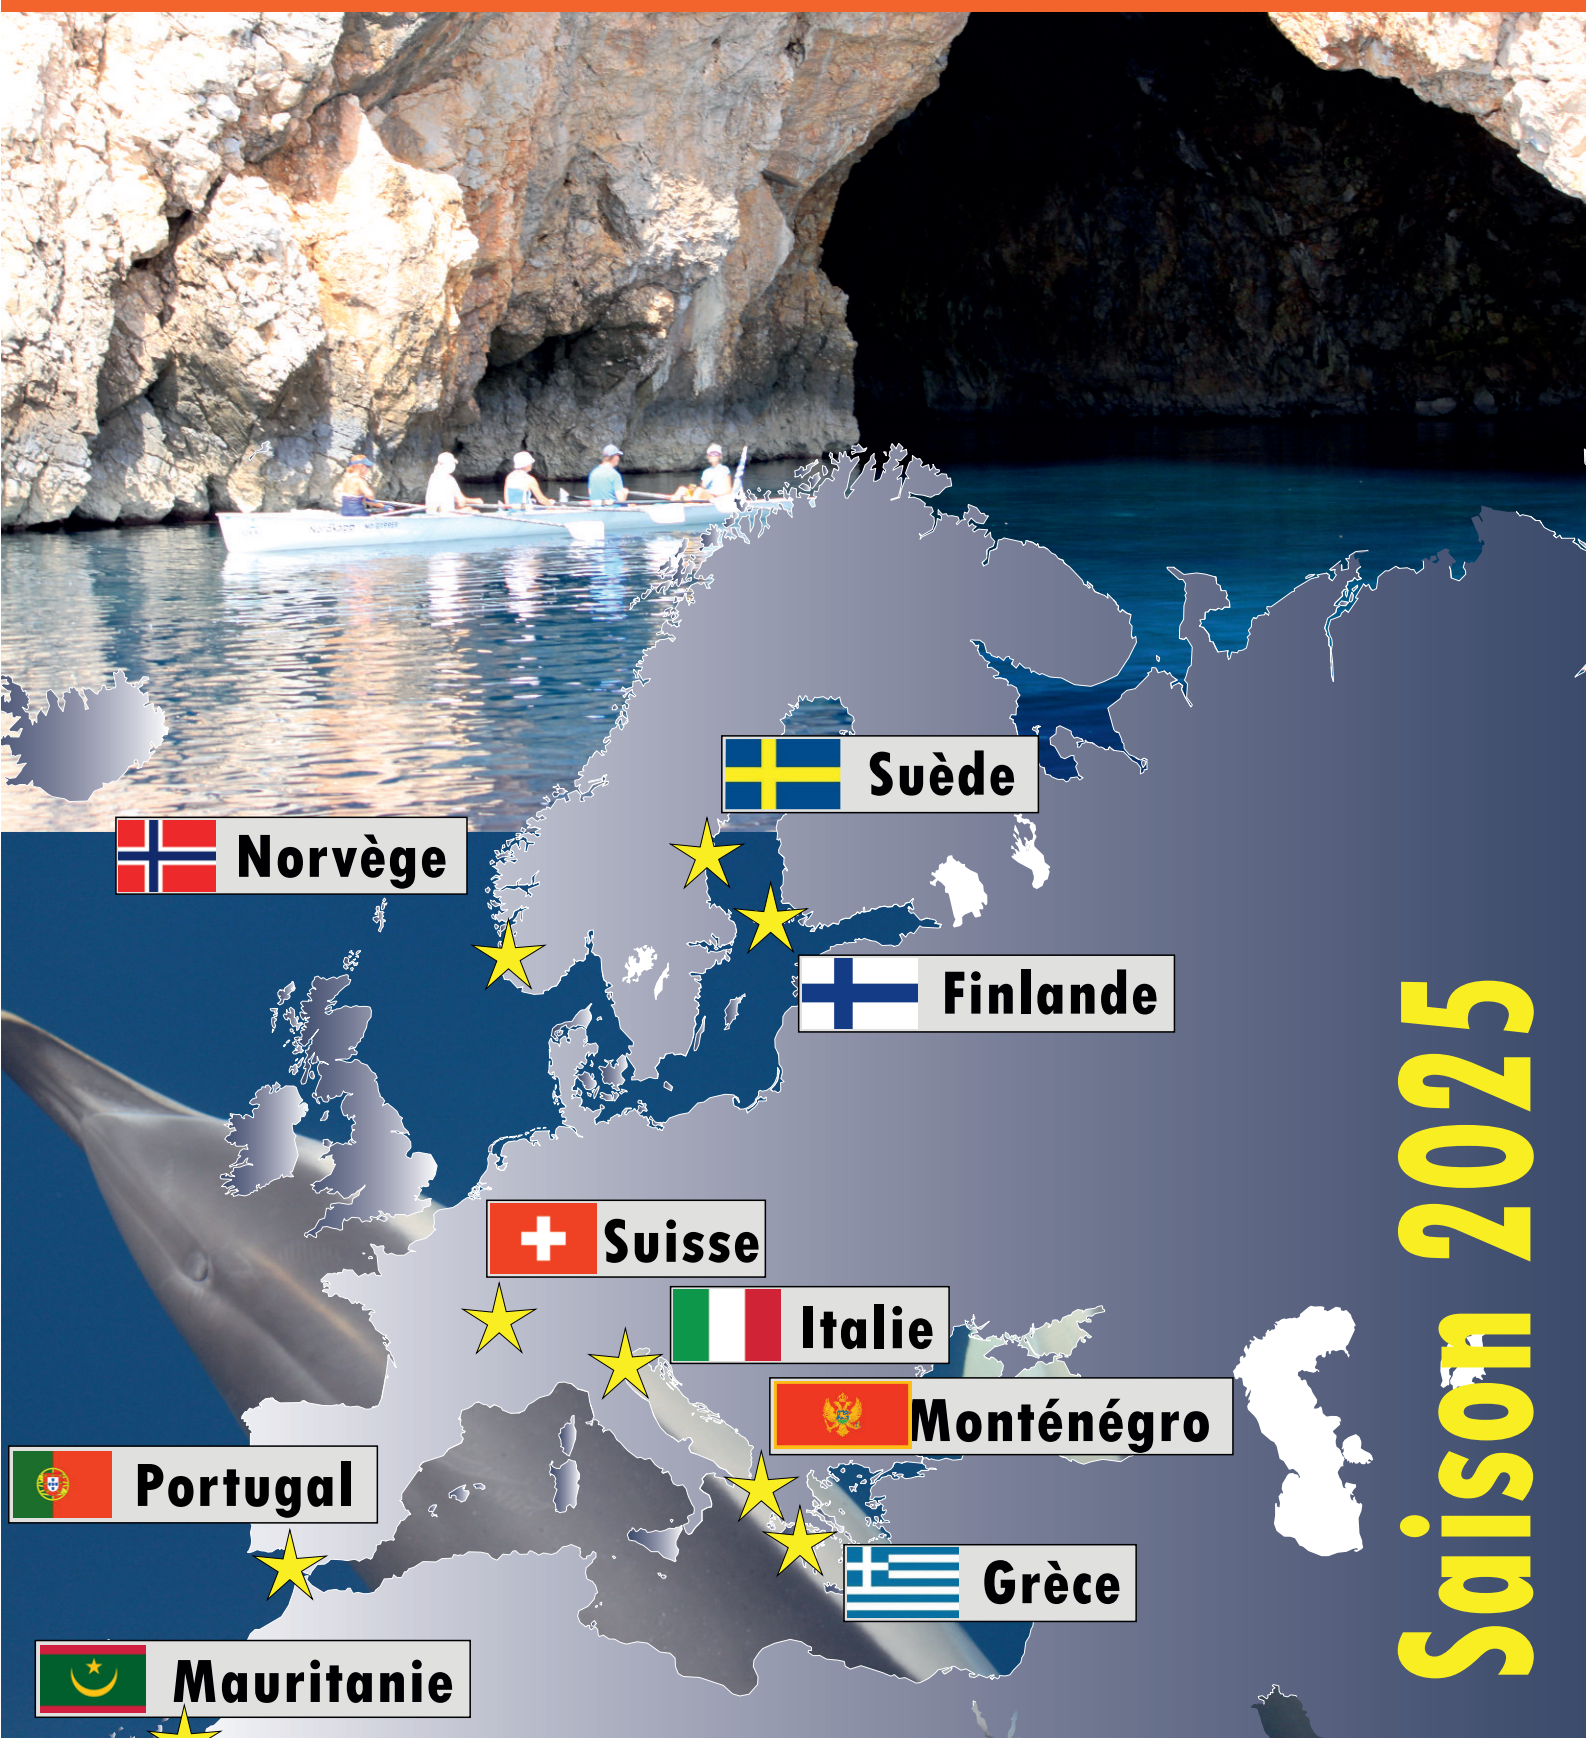 Suède
Norvège
Finlande
Suisse
Italie
Monténégro
Portugal
Grèce
Mauritanie
Saison 2025